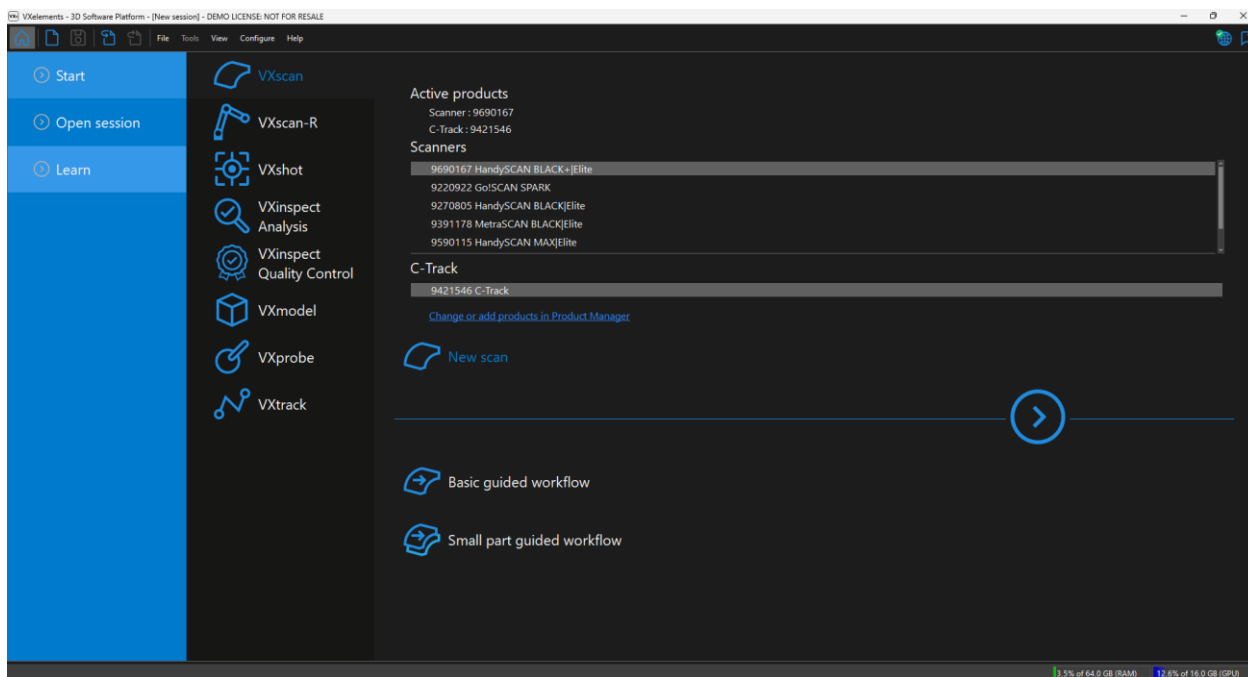 VXelements - 3D Software Platform - [New session] - DEMO LICENSE: NOT FOR RESALE
File Tools View Configure Help
Start
Open session
Learn
VXscan
VXscan-R
VXshot
VXinspect
Analysis
VXinspect
Quality Control
VXmodel
VXprobe
VXtrack
Active products
Scanner : 9690167
C-Track : 9421546
Scanners
9690167 HandySCAN BLACK+|Elite
9220922 Go!SCAN SPARK
9270805 HandySCAN BLACK|Elite
9391178 MetraSCAN BLACK|Elite
9590115 HandySCAN MAX|Elite
C-Track
9421546 C-Track
Change or add products in Product Manager
New scan
Basic guided workflow
Small part guided workflow
3.5% of 64.0 GB (RAM) 12.6% of 16.0 GB (GPU)